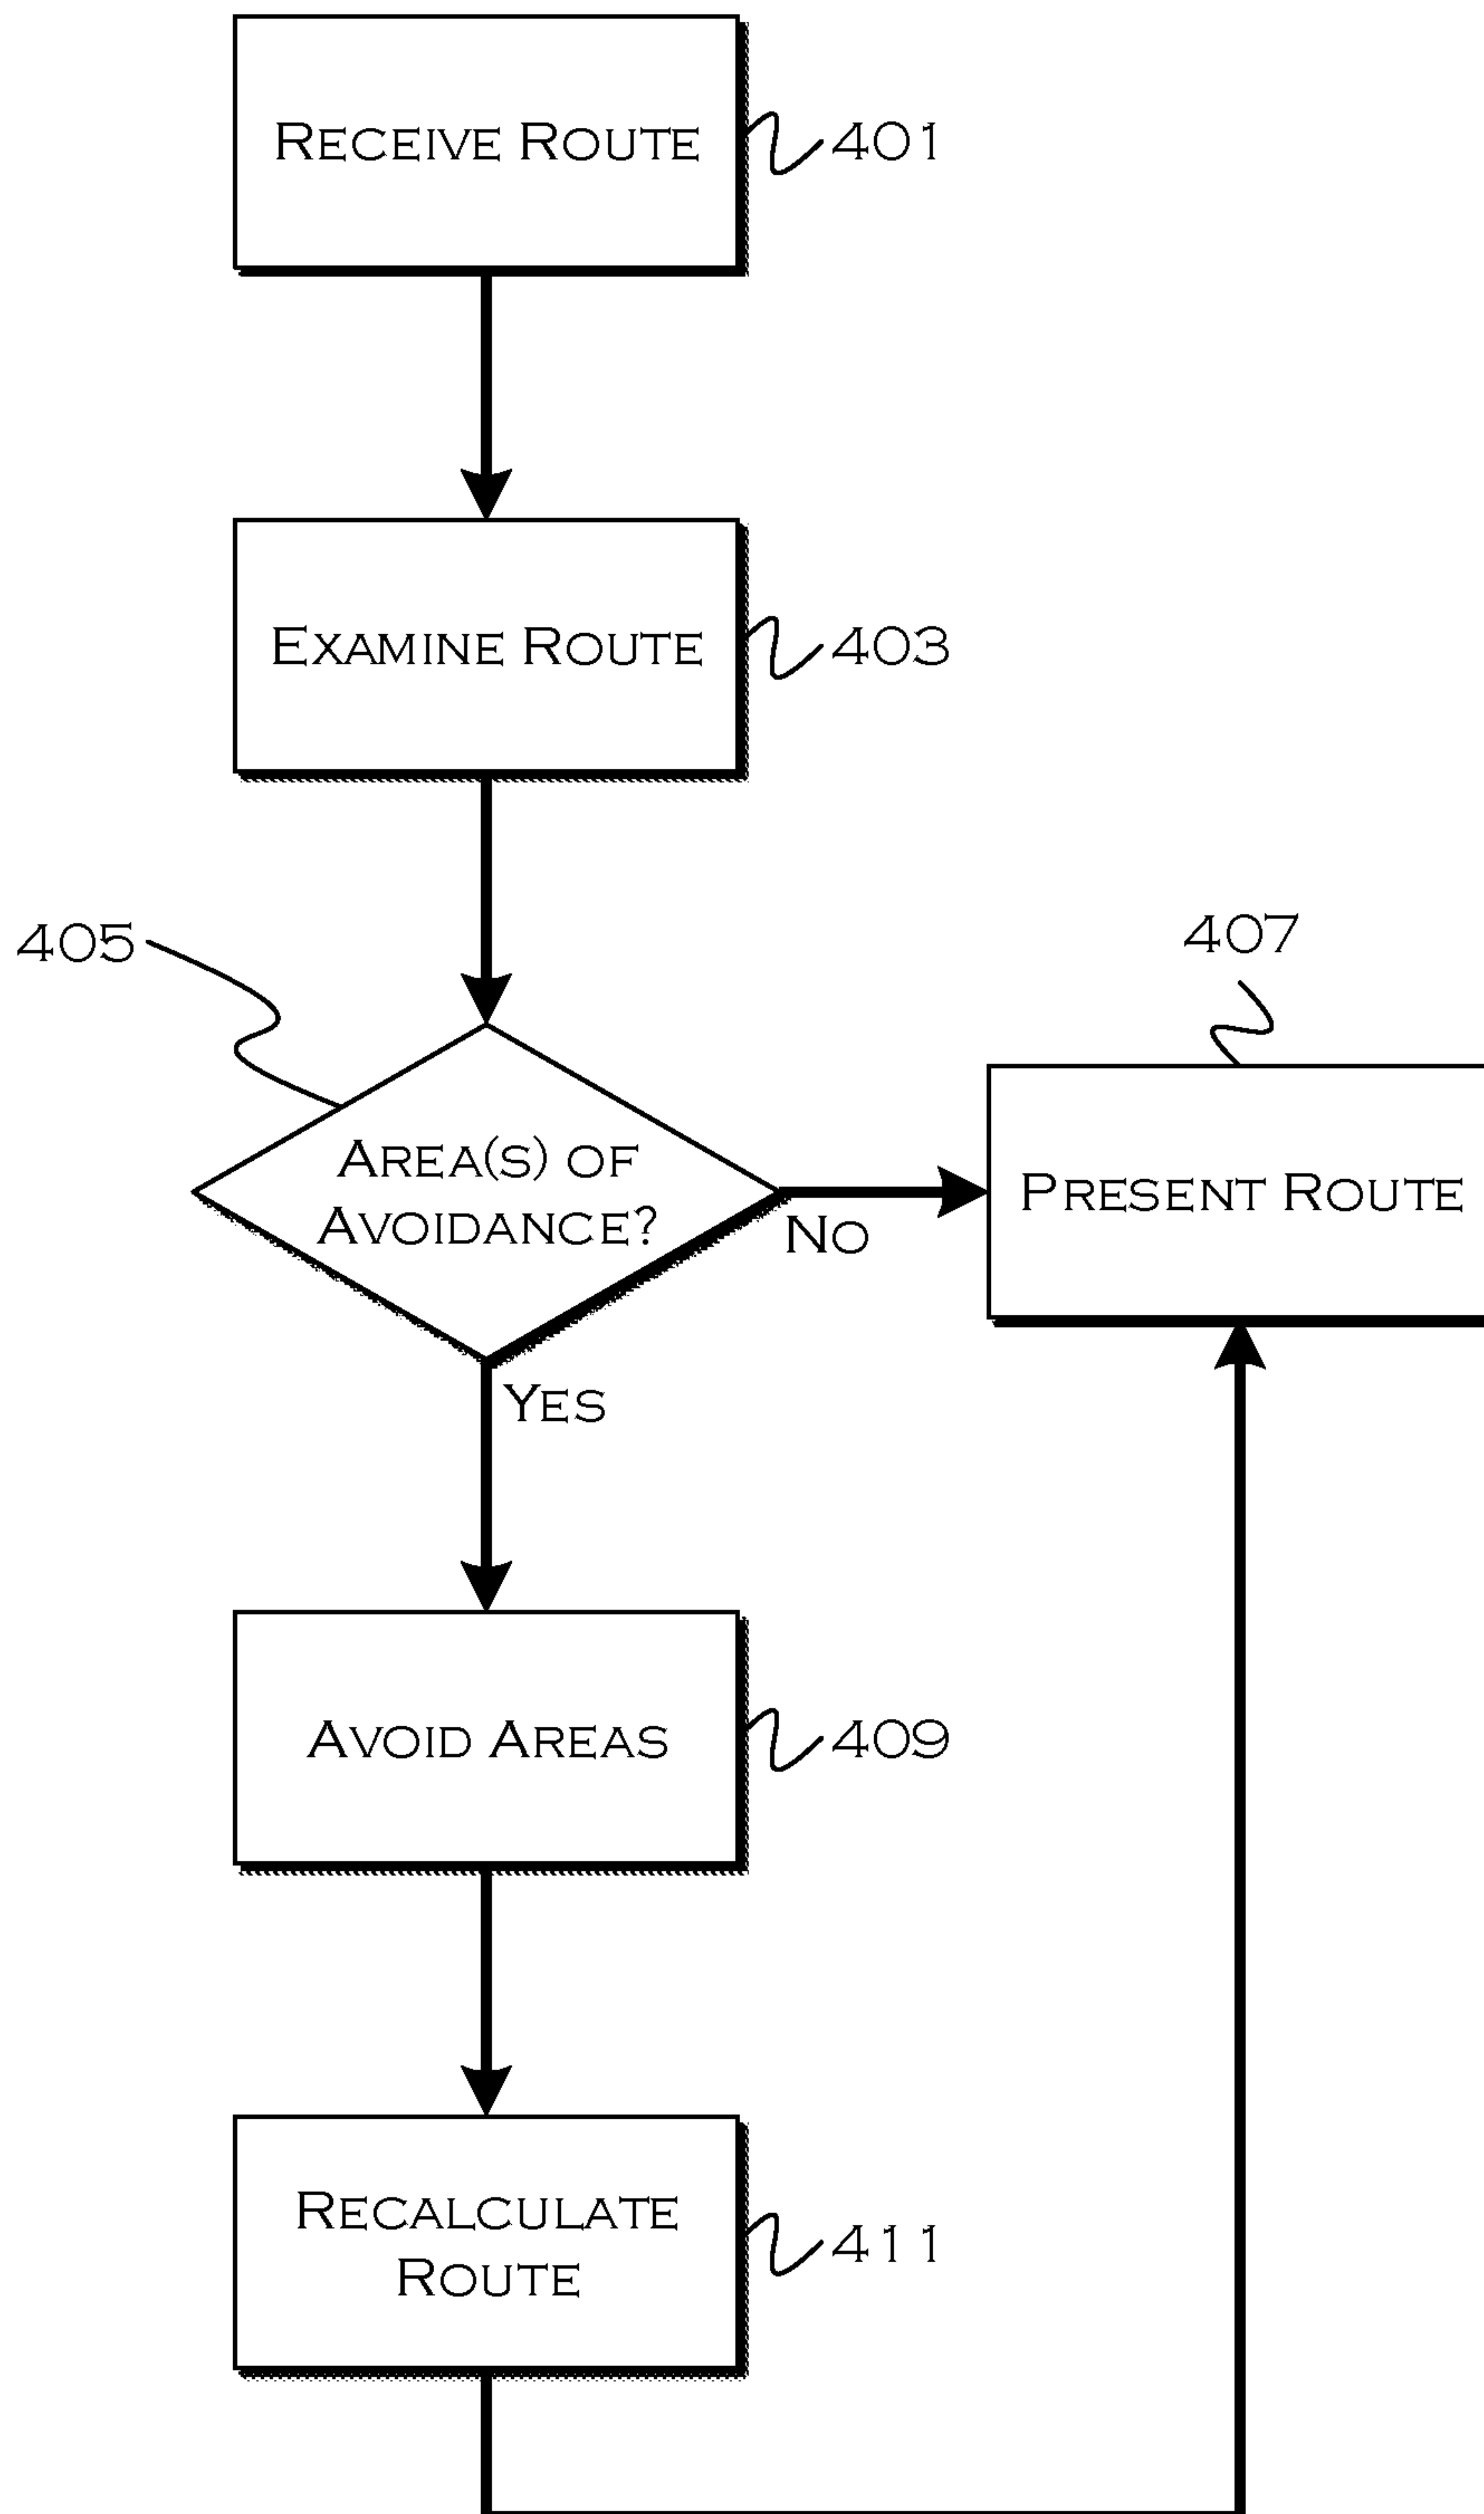 Receive Route
401
Examine Route
403
405
407
Area(s) of
Avoidance?
No
Present Route
Yes
Avoid Areas
409
Recalculate
Route
411